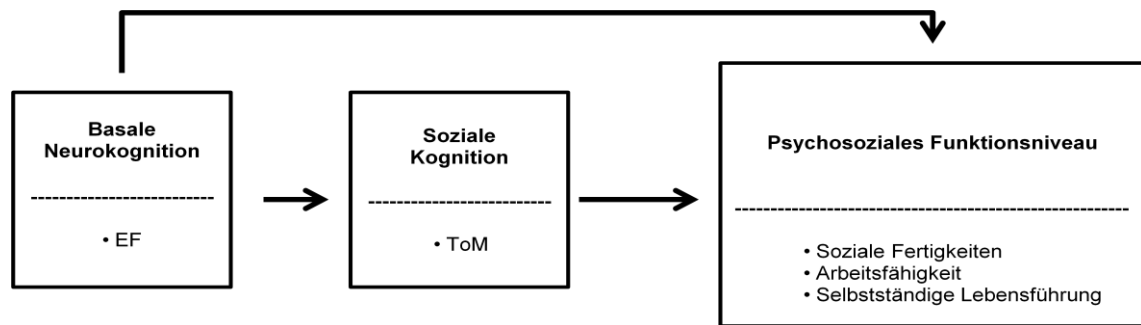 Basale
Neurokognition
-------------------------
• EF
Soziale
Kognition
-------------------------
• ToM
Psychosoziales Funktionsniveau
-------------------------------------------------------
• Soziale Fertigkeiten
• Arbeitsfähigkeit
• Selbstständige Lebensführung